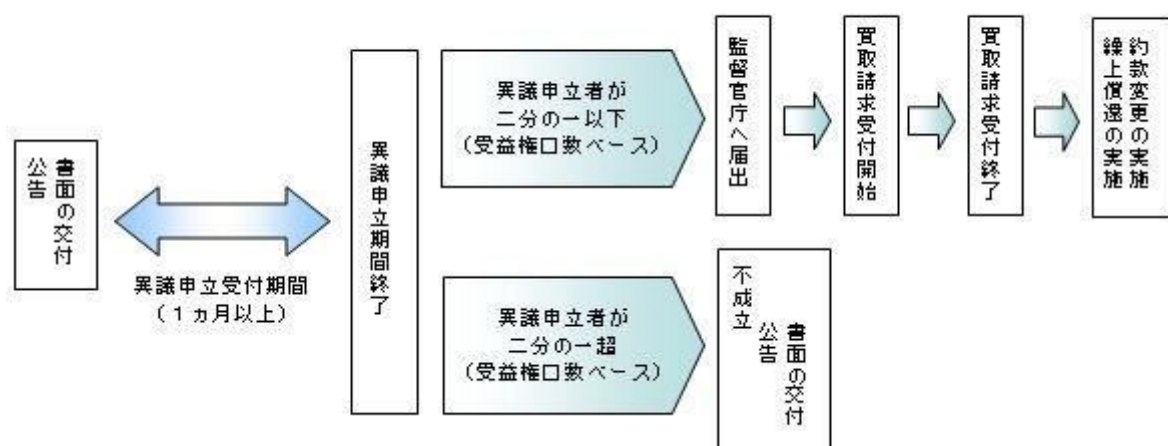 書面の交付
公告
異議申立受付期間
（１ヵ月以上）
異議申立期間終了
異議申立者が
二分の一以下
（受益権口数ベース）
監督官庁へ届出
買取請求受付開始
買取請求受付終了
約款変更の実施
繰上償還の実施
異議申立者が
二分の一超
（受益権口数ベース）
不成立
書面の交付
公告